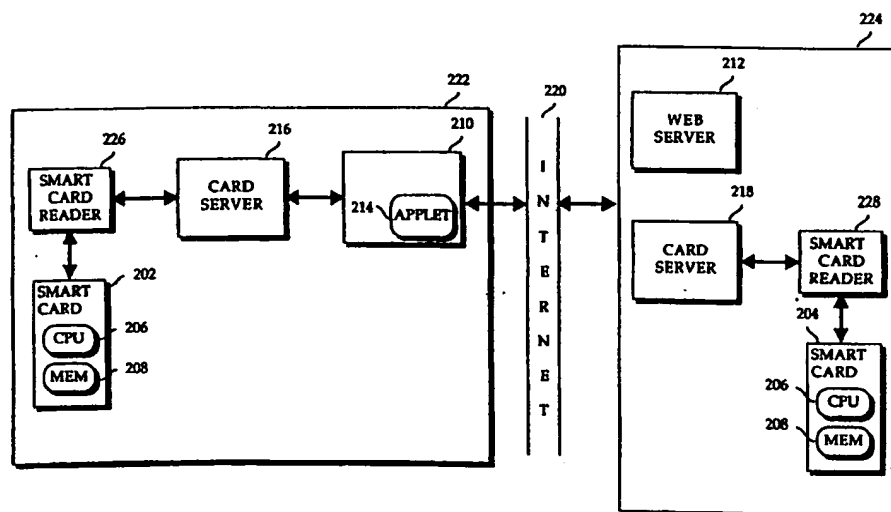 224
222
220
212
226
216
210
WEB
SERVER
SMART
CARD
READER
CARD
SERVER
214
APPLET
INTERNET
218
228
CARD
SERVER
SMART
CARD
READER
202
SMART
CARD
CPU
206
MEM
208
204
SMART
CARD
206
CPU
208
MEM